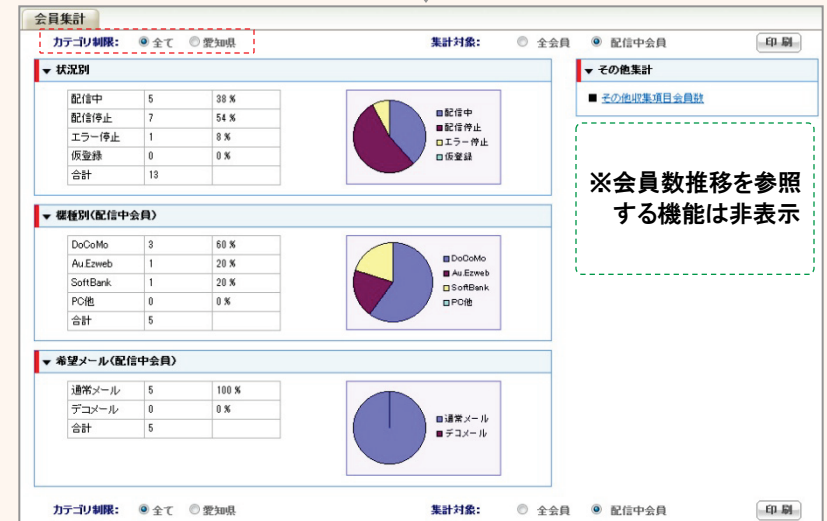 会員集計
カテゴリ制限: 全て 愛知県 集計対象: 全会員 配信中会員 印刷
▼ 状況別
配信中 5 38 %
配信停止 7 54 %
エラー停止 1 8 %
仮登録 0 0 %
合計 13
配信中
配信停止
エラー停止
仮登録
▼ その他集計
■ その他収集項目会員数
※会員数推移を参照
する機能は非表示
▼ 機種別(配信中会員)
DoCoMo 3 60 %
Au.Ezweb 1 20 %
SoftBank 1 20 %
PC他 0 0 %
合計 5
DoCoMo
Au.Ezweb
SoftBank
PC他
▼ 希望メール(配信中会員)
通常メール 5 100 %
デコメール 0 0 %
合計 5
通常メール
デコメール
カテゴリ制限: 全て 愛知県 集計対象: 全会員 配信中会員 印刷